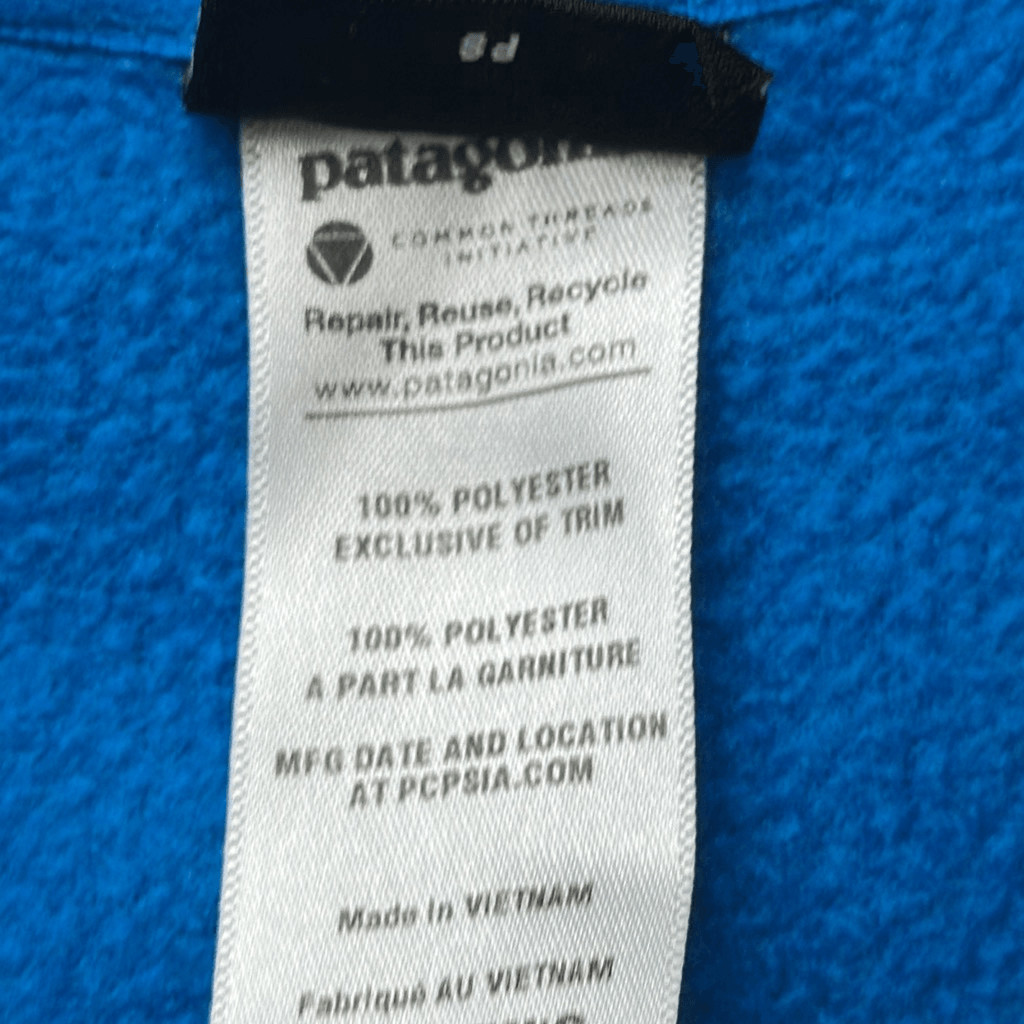 patagoni
COMMON THREADS
INITIATIVE
Repair, Reuse, Recycle
This Product
www.patagonia.com
100% POLYESTER
EXCLUSIVE OF TRIM
100% POLYESTER
A PART LA GARNITURE
MFG DATE AND LOCATION
AT PCPSIA.COM
Made in VIETNAM
Fabriqué AU VIETNAM